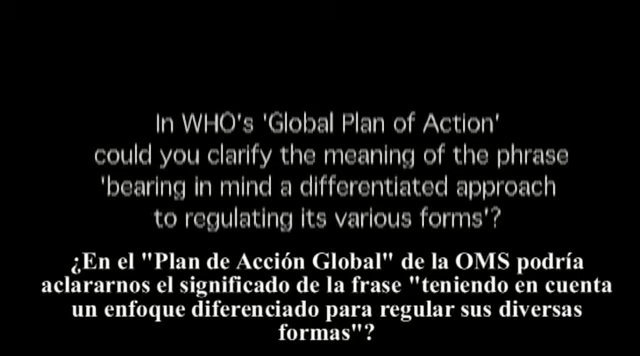 In WHO's 'Global Plan of Action'
could you clarify the meaning of the phrase
'bearing in mind a differentiated approach
to regulating its various forms'?
¿En el "Plan de Acción Global" de la OMS podría
aclararnos el significado de la frase "teniendo en cuenta
un enfoque diferenciado para regular sus diversas
formas"?